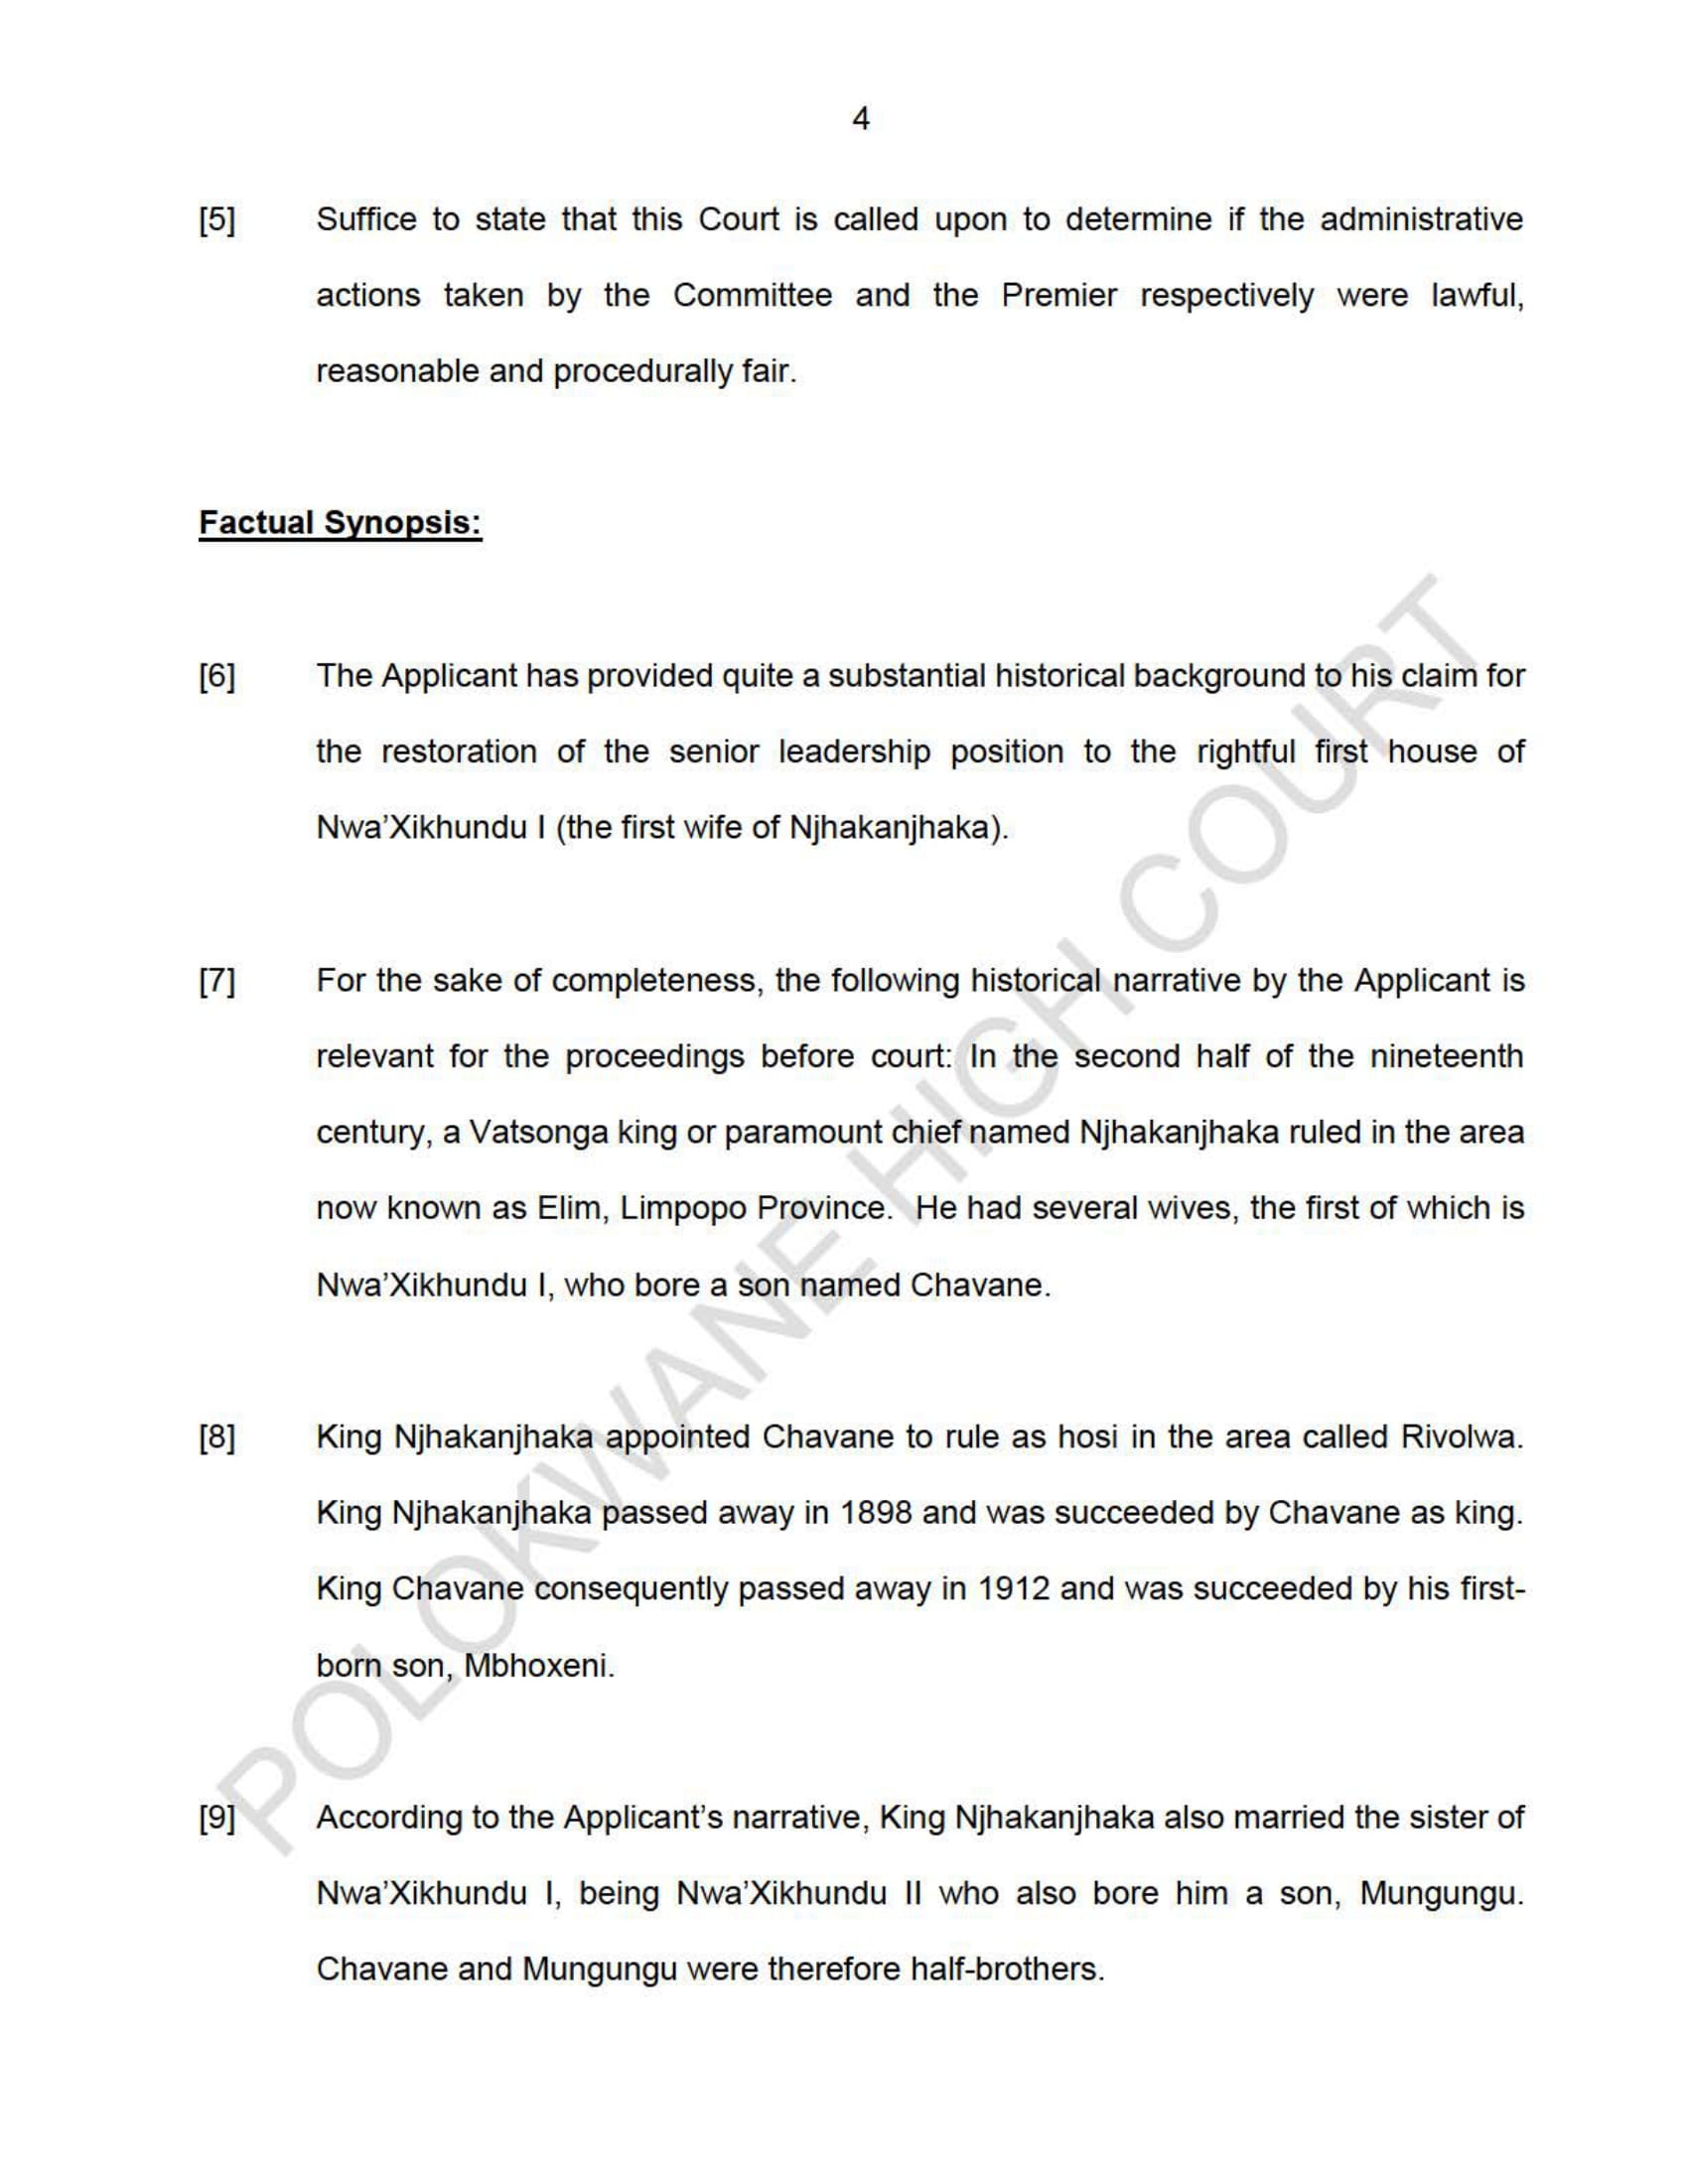 4
[5] Suffice to state that this Court is called upon to determine if the administrative
actions taken by the Committee and the Premier respectively were lawful,
reasonable and procedurally fair.
Factual Synopsis:
[6] The Applicant has provided quite a substantial historical background to his claim for
the restoration of the senior leadership position to the rightful first house of
Nwa’Xikhundu I (the first wife of Njhakanjhaka).
[7] For the sake of completeness, the following historical narrative by the Applicant is
relevant for the proceedings before court: In the second half of the nineteenth
century, a Vatsonga king or paramount chief named Njhakanjhaka ruled in the area
now known as Elim, Limpopo Province. He had several wives, the first of which is
Nwa’Xikhundu I, who bore a son named Chavane.
[8] King Njhakanjhaka appointed Chavane to rule as hosi in the area called Rivolwa.
King Njhakanjhaka passed away in 1898 and was succeeded by Chavane as king.
King Chavane consequently passed away in 1912 and was succeeded by his first-
born son, Mbhoxeni.
[9] According to the Applicant’s narrative, King Njhakanjhaka also married the sister of
Nwa’Xikhundu I, being Nwa’Xikhundu II who also bore him a son, Mungungu.
Chavane and Mungungu were therefore half-brothers.
POLOKWANE HIGH COURT